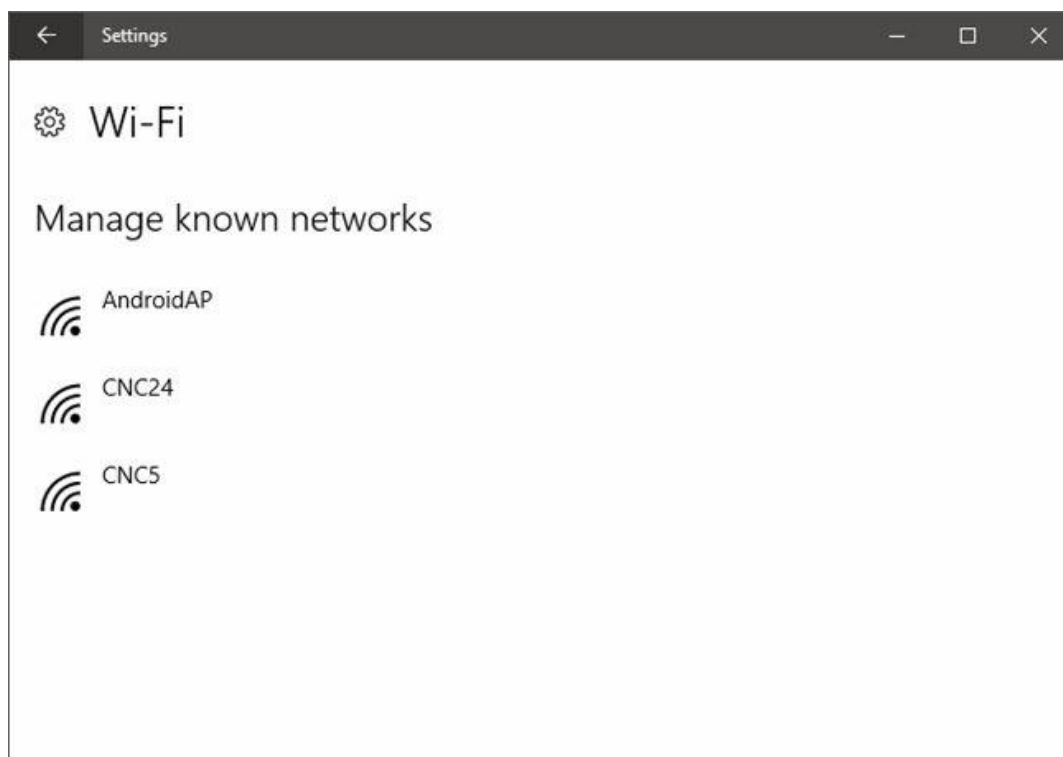 Settings
Wi-Fi
Manage known networks
AndroidAP
CNC24
CNC5